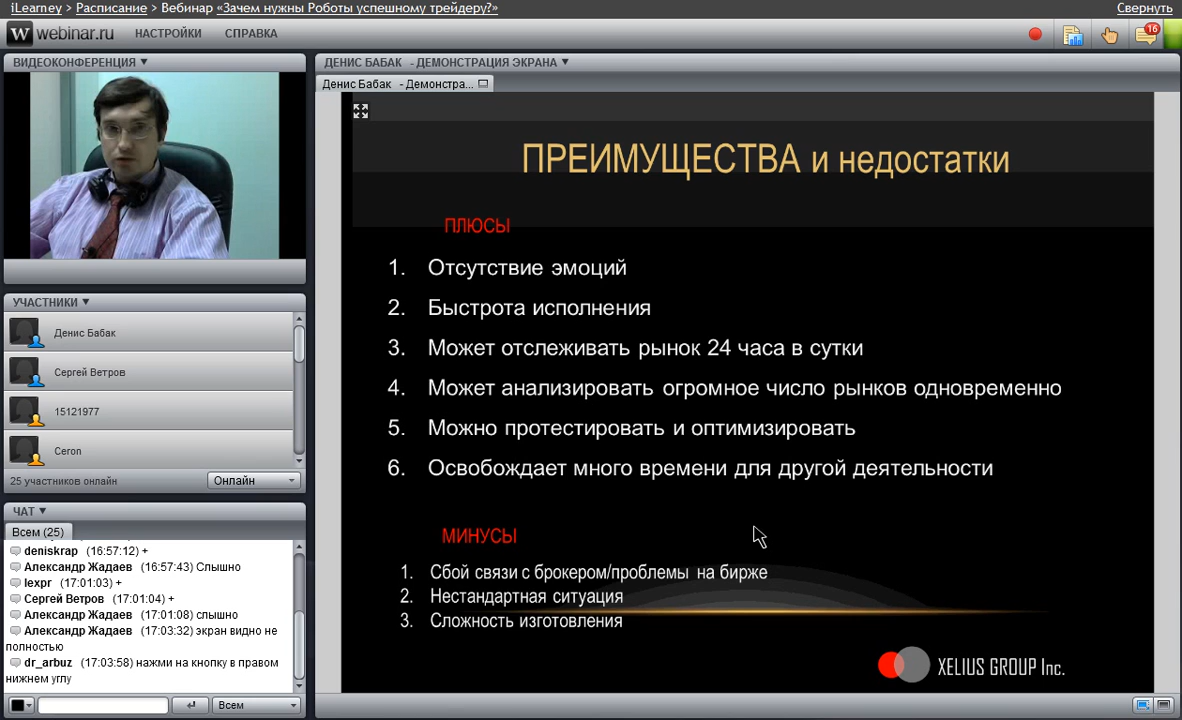 iLearney > Расписание > Вебинар «Зачем нужны Роботы успешному трейдеру?»
Свернуть
W webinar.ru НАСТРОЙКИ СПРАВКА
16
ВИДЕОКОНФЕРЕНЦИЯ
ДЕНИС БАБАК - ДЕМОНСТРАЦИЯ ЭКРАНА
Денис Бабак - Демонстра...
ПРЕИМУЩЕСТВА и недостатки
ПЛЮСЫ
1. Отсутствие эмоций
2. Быстрота исполнения
3. Может отслеживать рынок 24 часа в сутки
4. Может анализировать огромное число рынков одновременно
5. Можно протестировать и оптимизировать
6. Освобождает много времени для другой деятельности
МИНУСЫ
1. Сбой связи с брокером/проблемы на бирже
2. Нестандартная ситуация
3. Сложность изготовления
XELIUS GROUP Inc.
УЧАСТНИКИ
Денис Бабак
Сергей Ветров
15121977
Ceron
25 участников онлайн
Онлайн
ЧАТ
Всем (25)
deniskrap (16:57:12) +
Александр Жадаев (16:57:43) Слышно
lexpr (17:01:03) +
Сергей Ветров (17:01:04) +
Александр Жадаев (17:01:08) слышно
Александр Жадаев (17:03:32) экран видно не
полностью
dr_arbuz (17:03:58) нажми на кнопку в правом
нижнем углу
Всем